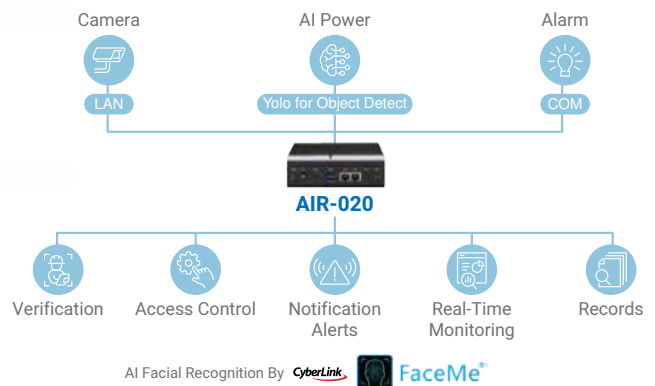 Camera
AI Power
Alarm
LAN
Yolo for Object Detect
COM
AIR-020
Verification
Access Control
Notification
Alerts
Real-Time
Monitoring
Records
AI Facial Recognition By CyberLink FaceMe®